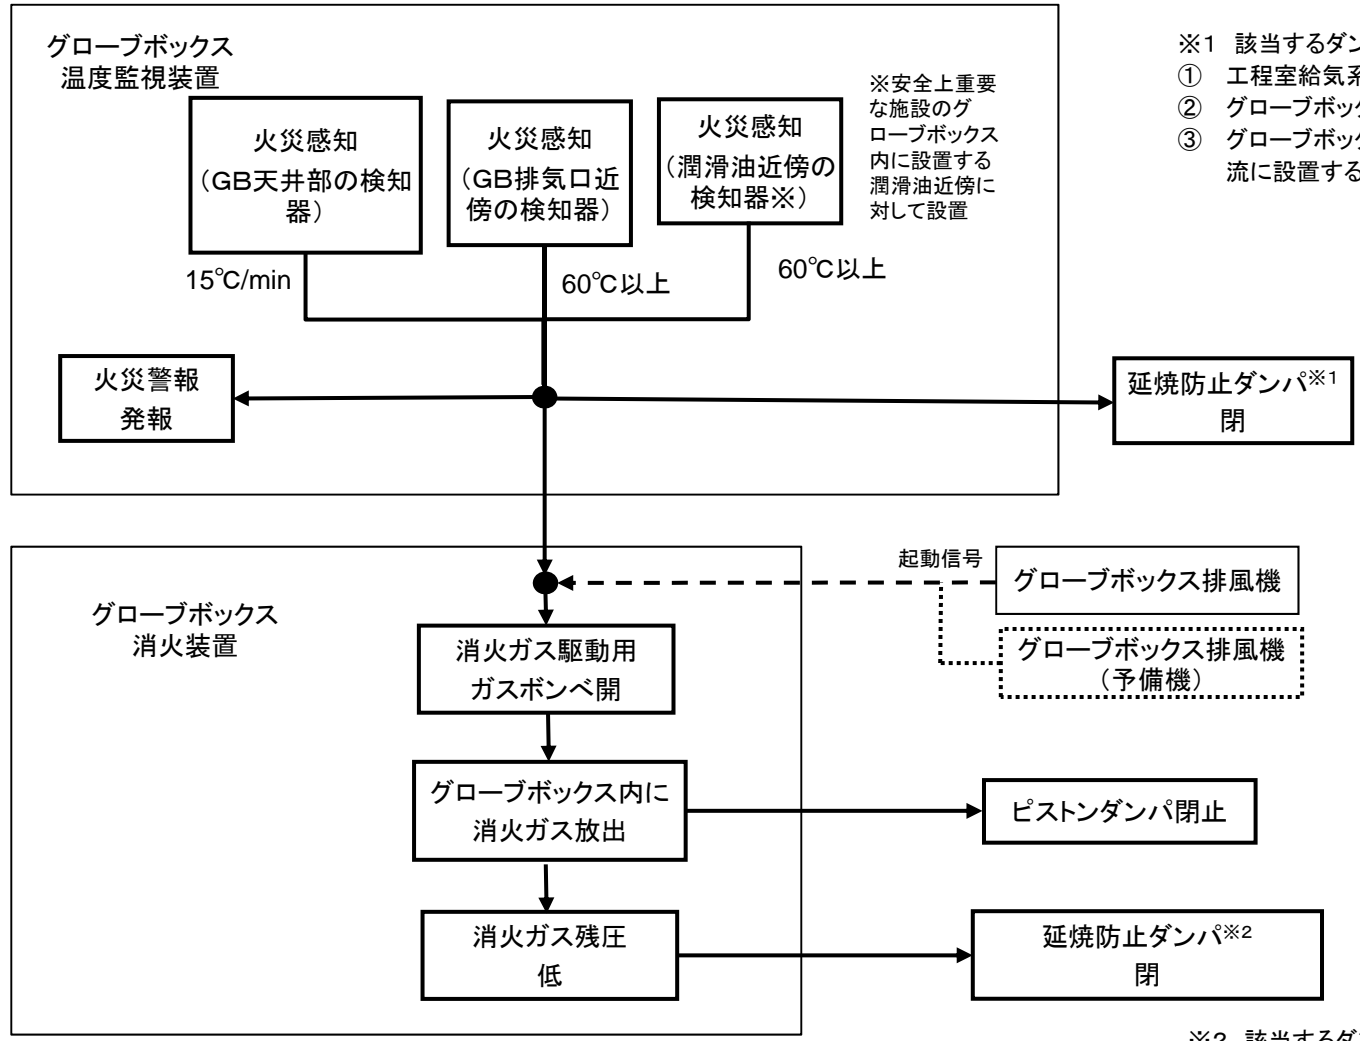 グローブボックス
温度監視装置
火災感知
（GB天井部の検知
器）
火災感知
（GB排気口近
傍の検知器）
火災感知
（潤滑油近傍の
検知器※）
※安全上重要
な施設のグ
ローブボックス
内に設置する
潤滑油近傍に
対して設置
※1 該当するダン
① 工程室給気系
② グローブボック
③ グローブボック
流に設置する
15℃/min
60℃以上
60℃以上
火災警報
発報
延焼防止ダンパ※1
閉
グローブボックス
消火装置
起動信号
グローブボックス排風機
グローブボックス排風機
（予備機）
消火ガス駆動用
ガスボンベ開
グローブボックス内に
消火ガス放出
ピストンダンパ閉止
消火ガス残圧
低
延焼防止ダンパ※2
閉
※2 該当するダン